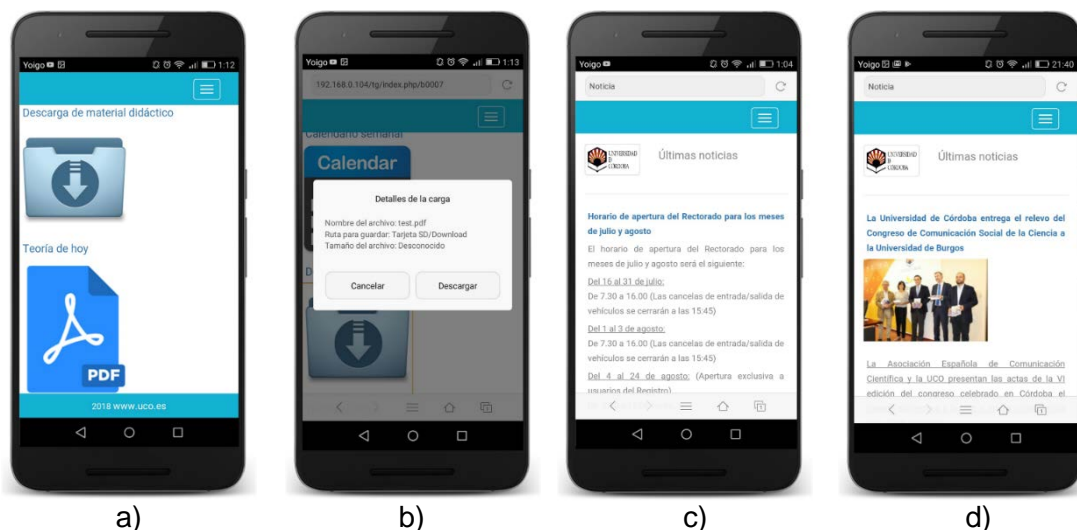 Yoigo 1:12
Descarga de material didáctico
Teoría de hoy
PDF
2018 www.uco.es
a)
Yoigo 1:13
192.168.0.104/tg/index.php/b0007
Calendario semanal
Calendar
Detalles de la carga
Nombre del archivo: test.pdf
Ruta para guardar: Tarjeta SD/Download
Tamaño del archivo: Desconocido
Cancelar Descargar
D
b)
Yoigo 1:04
Noticia
UNIVERSIDAD
D
CÓRDOBA
Últimas noticias
Horario de apertura del Rectorado para los meses
de julio y agosto
El horario de apertura del Rectorado para los
meses de julio y agosto será el siguiente:
Del 16 al 31 de julio:
De 7.30 a 16.00 (Las cancelas de entrada/salida de
vehículos se cerrarán a las 15:45)
Del 1 al 3 de agosto:
De 7.30 a 16.00 (Las cancelas de entrada/salida de
vehículos se cerrarán a las 15:45)
Del 4 al 24 de agosto: (Apertura exclusiva a
usuarios del Registro)
c)
Yoigo 21:40
Noticia
UNIVERSIDAD
D
CÓRDOBA
Últimas noticias
La Universidad de Córdoba entrega el relevo del
Congreso de Comunicación Social de la Ciencia a
la Universidad de Burgos
La Asociación Española de Comunicación
Científica y la UCO presentan las actas de la VI
edición del congreso celebrado en Córdoba el
d)